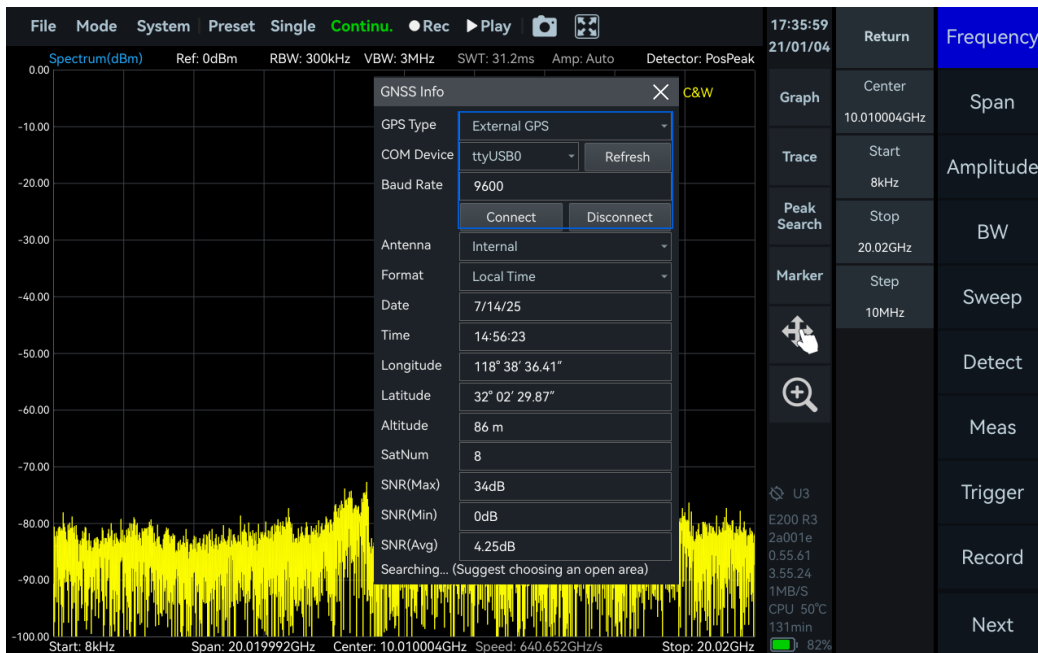 File Mode System Preset Single Continu. Rec Play
17:35:59
21/01/04
Spectrum(dBm) Ref: 0dBm RBW: 300kHz VBW: 3MHz SWT: 31.2ms Amp: Auto Detector: PosPeak
0.00
-10.00
-20.00
-30.00
-40.00
-50.00
-60.00
-70.00
-80.00
-90.00
-100.00
C&W
GNSS Info
GPS Type External GPS
COM Device ttyUSB0 Refresh
Baud Rate 9600
Connect Disconnect
Antenna Internal
Format Local Time
Date 7/14/25
Time 14:56:23
Longitude 118° 38′ 36.41″
Latitude 32° 02′ 29.87″
Altitude 86 m
SatNum 8
SNR(Max) 34dB
SNR(Min) 0dB
SNR(Avg) 4.25dB
Searching... (Suggest choosing an open area)
Start: 8kHz Span: 20.019992GHz Center: 10.010004GHz Speed: 640.652GHz/s Stop: 20.02GHz
Graph
Trace
Peak
Search
Marker
U3
E200 R3
2a001e
0.55.61
3.55.24
1MB/S
CPU 50℃
131min
82%
Return
Center
10.010004GHz
Start
8kHz
Stop
20.02GHz
Step
10MHz
Frequency
Span
Amplitude
BW
Sweep
Detect
Meas
Trigger
Record
Next